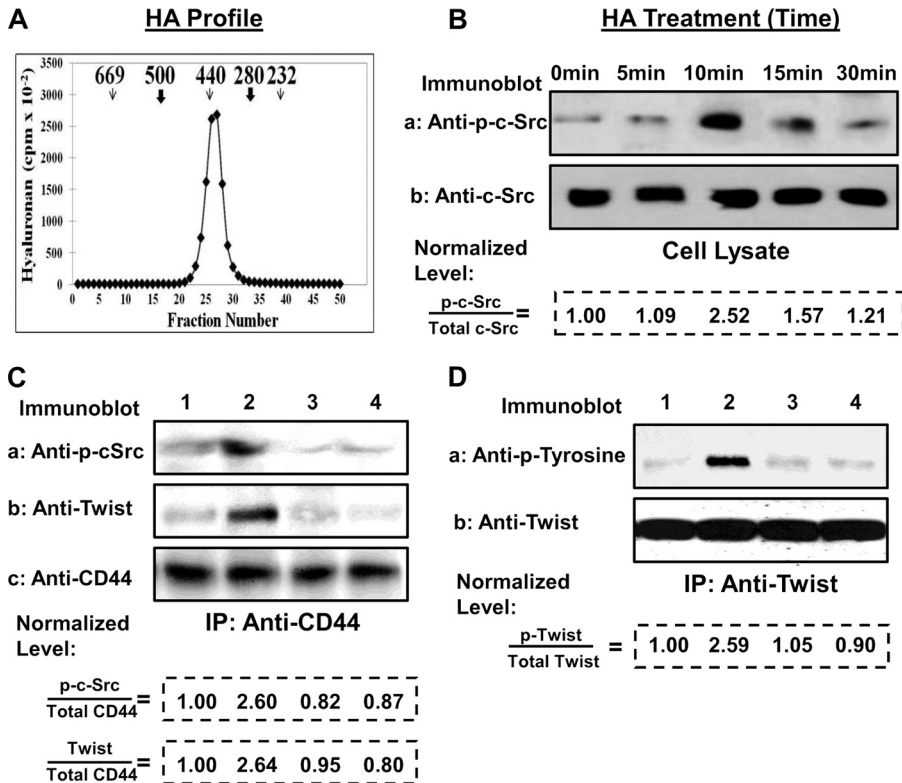 A
HA Profile
669 500 440 280 232
3500
3000
2500
2000
1500
1000
500
0
Hyaluronan (cpm x 10⁻²)
0 5 10 15 20 25 30 35 40 45 50
Fraction Number
B
HA Treatment (Time)
Immunoblot 0min 5min 10min 15min 30min
a: Anti-p-c-Src
b: Anti-c-Src
Normalized
Level:
Cell Lysate
p-c-Src
Total c-Src
= 1.00 1.09 2.52 1.57 1.21
C
Immunoblot 1 2 3 4
a: Anti-p-cSrc
b: Anti-Twist
c: Anti-CD44
Normalized
Level:
IP: Anti-CD44
p-c-Src
Total CD44
= 1.00 2.60 0.82 0.87
Twist
Total CD44
= 1.00 2.64 0.95 0.80
D
Immunoblot 1 2 3 4
a: Anti-p-Tyrosine
b: Anti-Twist
Normalized
Level:
IP: Anti-Twist
p-Twist
Total Twist
= 1.00 2.59 1.05 0.90